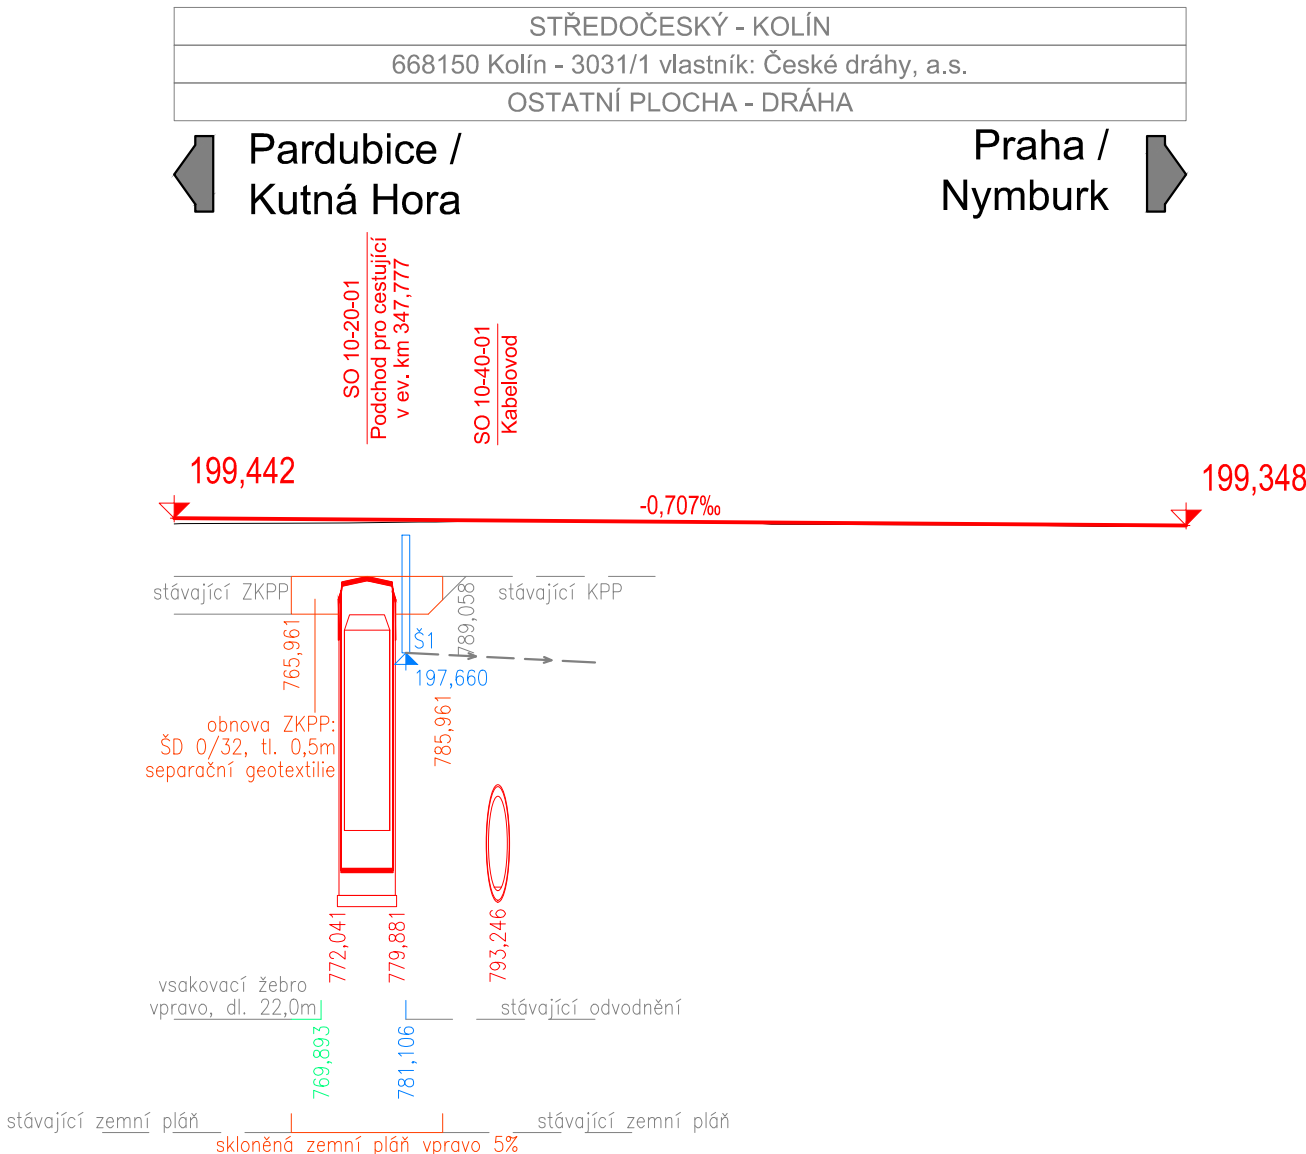 STŘEDOČESKÝ - KOLÍN
668150 Kolín - 3031/1 vlastník: České dráhy, a.s.
OSTATNÍ PLOCHA - DRÁHA
Pardubice /
Kutná Hora
Praha /
Nymburk
SO 10-20-01
Podchod pro cestující
v ev. km 347,777
SO 10-40-01
Kabelovod
199,442
-0,707‰
199,348
stávající ZKPP
stávající KPP
765,961
789,058
Š1
197,660
785,961
obnova ZKPP:
ŠD 0/32, tl. 0,5m
separační geotextilie
772,041
779,881
793,246
vsakovací žebro
vpravo, dl. 22,0m
stávající odvodnění
769,893
781,106
stávající zemní pláň
stávající zemní pláň
skloněná zemní pláň vpravo 5%